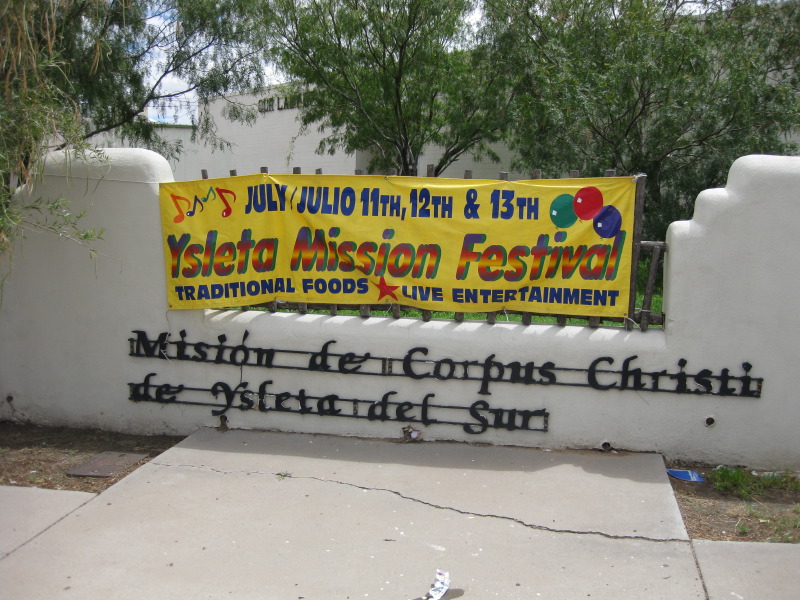 JULY/JULIO 11TH, 12TH & 13TH
Ysleta Mission Festival
TRADITIONAL FOODS ★ LIVE ENTERTAINMENT
Misión de Corpus Christi
de Ysleta del Sur